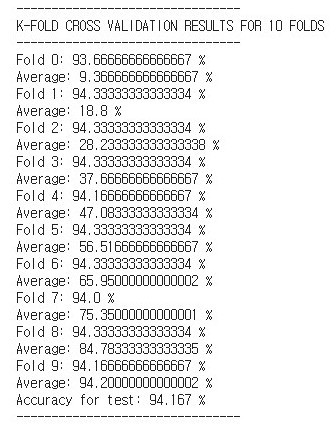 --------------------------------
K-FOLD CROSS VALIDATION RESULTS FOR 10 FOLDS
--------------------------------
Fold 0: 93.66666666666667 %
Average: 9.366666666666667 %
Fold 1: 94.33333333333334 %
Average: 18.8 %
Fold 2: 94.33333333333334 %
Average: 28.233333333333338 %
Fold 3: 94.33333333333334 %
Average: 37.66666666666667 %
Fold 4: 94.16666666666667 %
Average: 47.08333333333334 %
Fold 5: 94.33333333333334 %
Average: 56.51666666666667 %
Fold 6: 94.33333333333334 %
Average: 65.95000000000002 %
Fold 7: 94.0 %
Average: 75.35000000000001 %
Fold 8: 94.33333333333334 %
Average: 84.78333333333335 %
Fold 9: 94.16666666666667 %
Average: 94.20000000000002 %
Accuracy for test: 94.167 %
--------------------------------